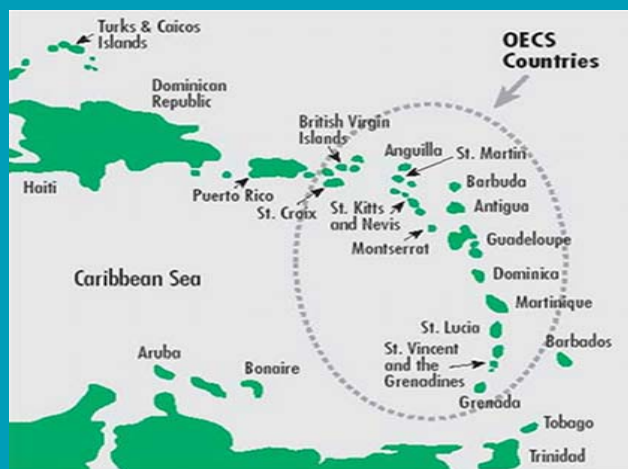 Turks & Caicos
Islands
OECS
Countries
Dominican
Republic
British Virgin
Islands
Anguilla
St. Martin
Haiti
Puerto Rico
St. Croix
St. Kitts
and Nevis
Barbuda
Antigua
Montserrat
Guadeloupe
Caribbean Sea
Dominica
Martinique
St. Lucia
St. Vincent
and the
Grenadines
Barbados
Aruba
Bonaire
Grenada
Tobago
Trinidad